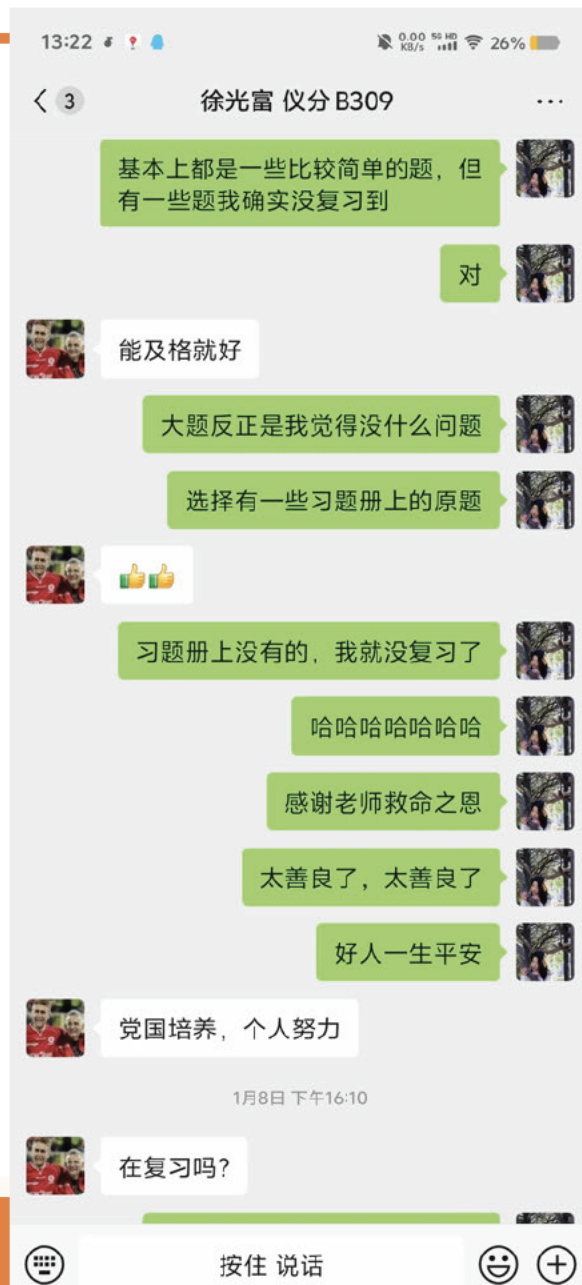 13:22
0.00 KB/s 5G HD 26%
3 徐光富 仪分B309
基本上都是一些比较简单的题，但
有一些题我确实没复习到
对
能及格就好
大题反正是我觉得没什么问题
选择有一些习题册上的原题
习题册上没有的，我就没复习了
哈哈哈哈哈哈哈
感谢老师救命之恩
太善良了，太善良了
好人一生平安
党国培养，个人努力
1月8日 下午16:10
在复习吗？
按住 说话